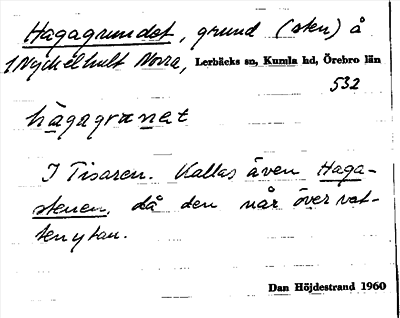 Hagagrundet, grund (sten) å
1 Nyckelhult Norra, Lerbäcks sn, Kumla hd, Örebro län
532
hagagrunet
I Tisaren. Kallas även Haga-
stenen, då den når över vat-
tenytan.
Dan Höjdestrand 1960